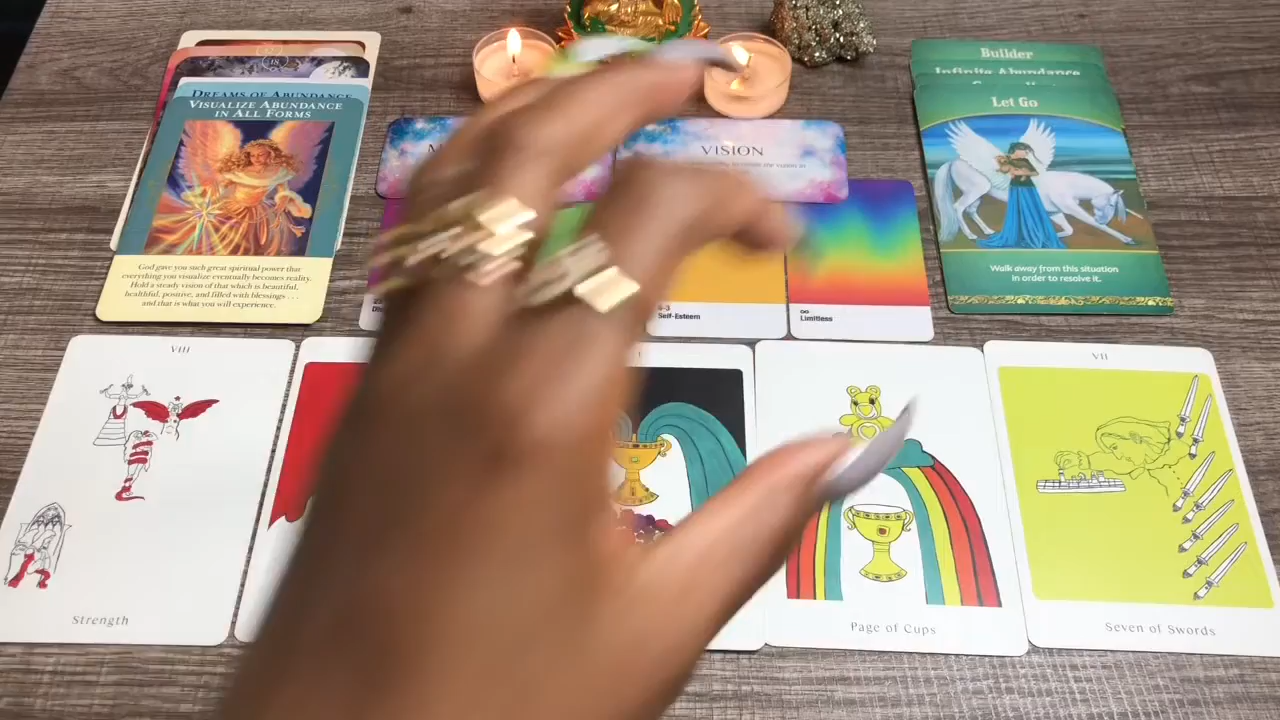 18
DREAMS OF ABUNDANCE
VISUALIZE ABUNDANCE
IN ALL FORMS
God gave you such great spiritual power that
everything you visualize eventually becomes reality.
Hold a steady vision of that which is beautiful,
healthful, positive, and filled with blessings . . .
and that is what you will experience.
VISION
Self-Esteem
∞
Limitless
Builder
Infinite Abundance
Let Go
Walk away from this situation
in order to resolve it.
VIII
Strength
I
Page of Cups
VII
Seven of Swords